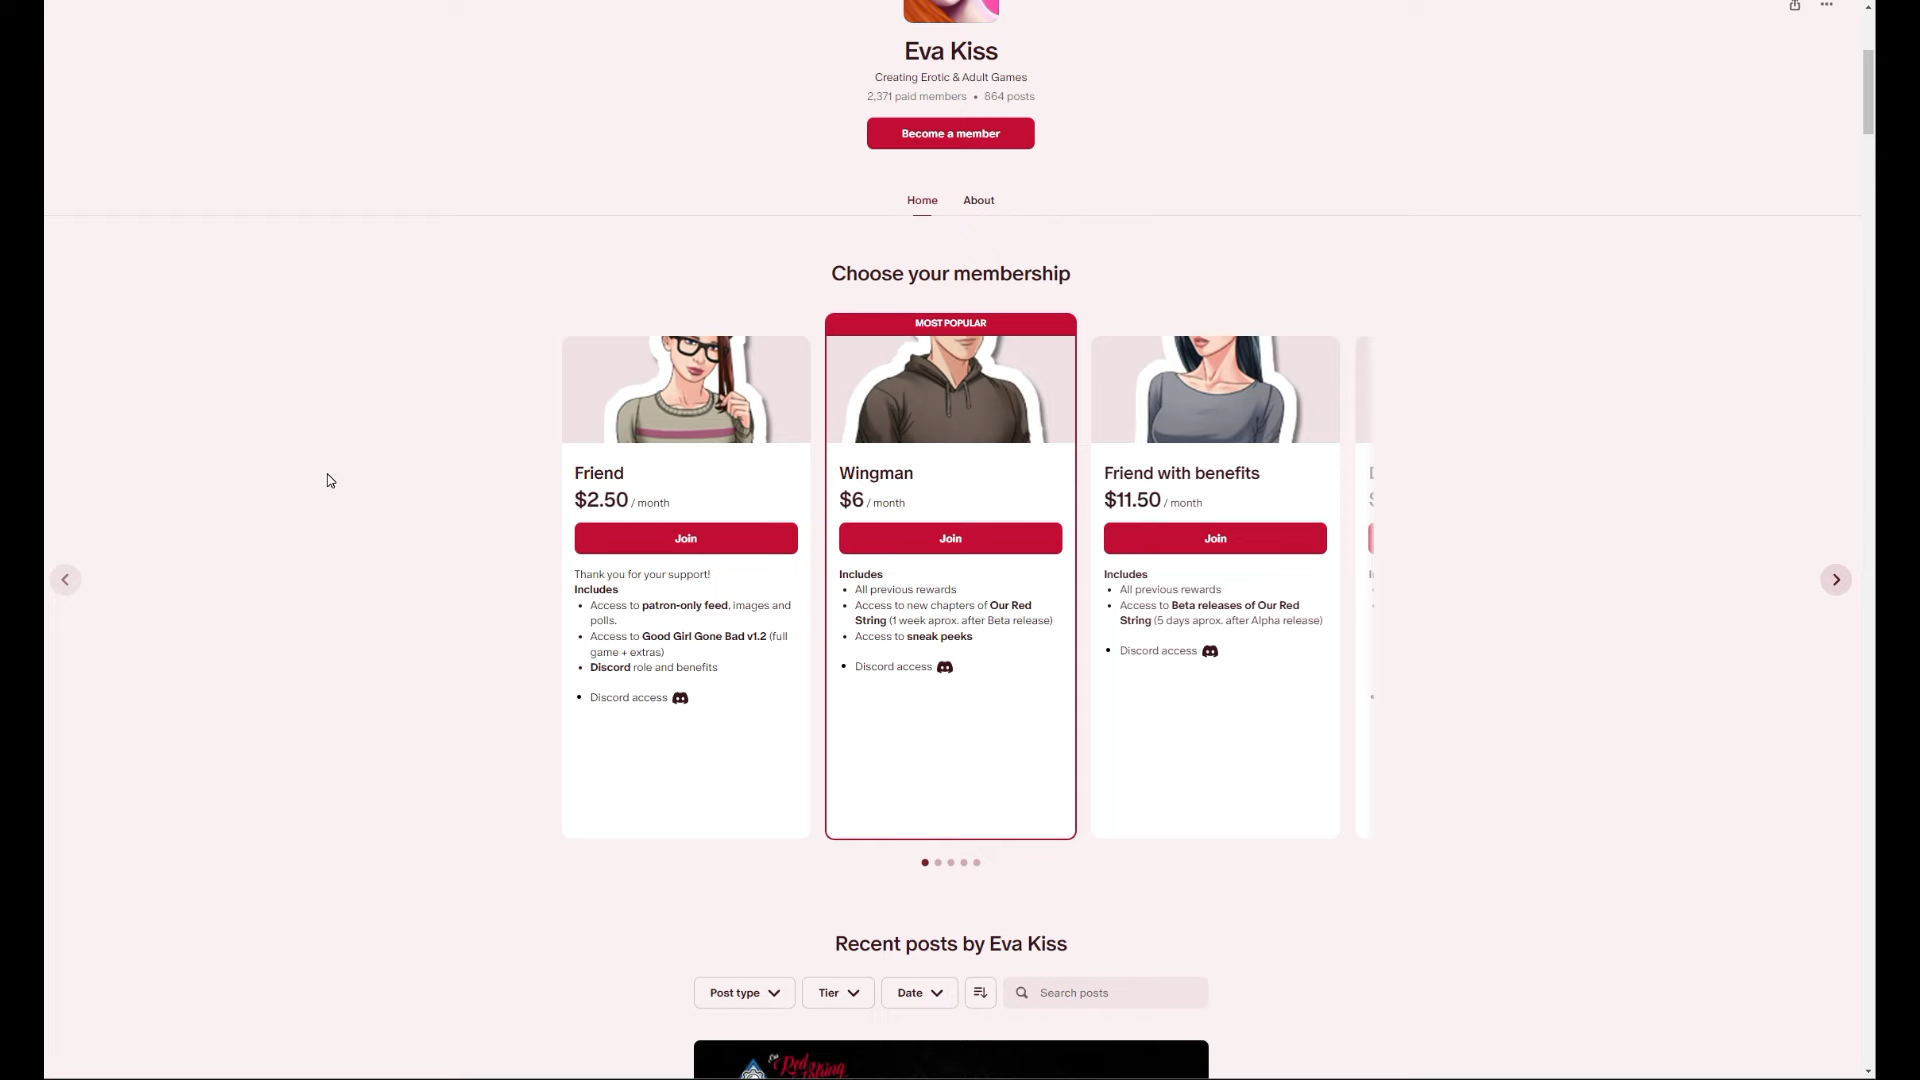 Eva Kiss
Creating Erotic & Adult Games
2,371 paid members • 864 posts
Become a member
Home
About
Choose your membership
Friend
$2.50 / month
Join
Thank you for your support!
Includes
• Access to patron-only feed, images and
polls.
• Access to Good Girl Gone Bad v1.2 (full
game + extras)
• Discord role and benefits
• Discord access
MOST POPULAR
Wingman
$6 / month
Join
Includes
• All previous rewards
• Access to new chapters of Our Red
String (1 week aprox. after Beta release)
• Access to sneak peeks
• Discord access
Friend with benefits
$11.50 / month
Join
Includes
• All previous rewards
• Access to Beta releases of Our Red
String (5 days aprox. after Alpha release)
• Discord access
Recent posts by Eva Kiss
Post type
Tier
Date
Search posts
Red String